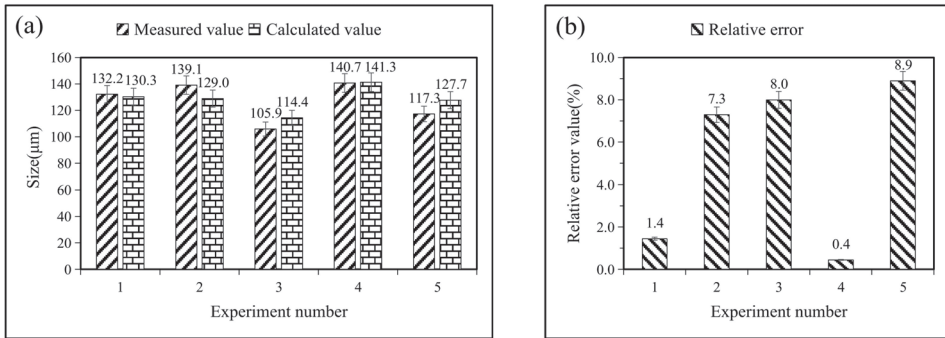 (a)
Measured value Calculated value
160
140
120
100
80
60
40
20
0
Size(μm)
132.2 130.3
139.1
129.0
105.9
114.4
140.7 141.3
117.3
127.7
1 2 3 4 5
Experiment number
(b)
Relative error
10.0
8.0
6.0
4.0
2.0
0.0
Relative error value(%)
1.4
7.3
8.0
0.4
8.9
1 2 3 4 5
Experiment number